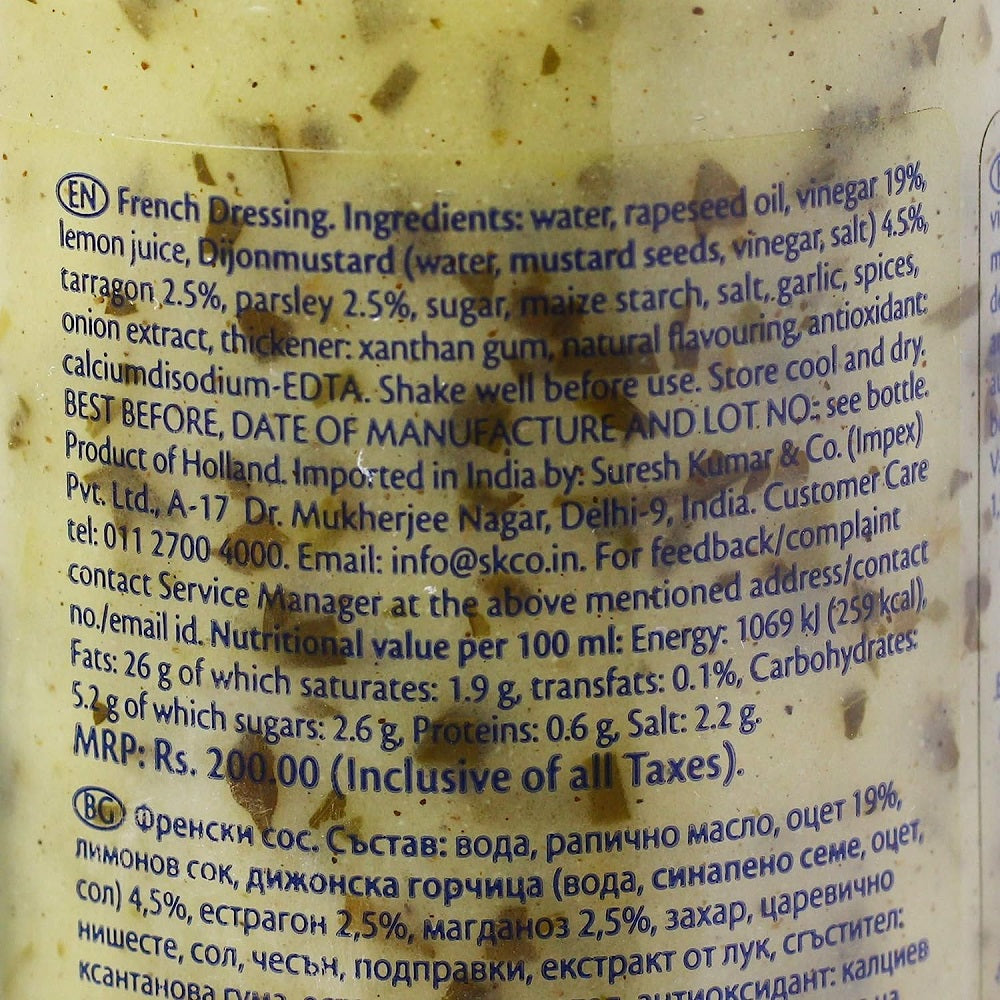 EN French Dressing. Ingredients: water, rapeseed oil, vinegar 19%,
lemon juice, Dijonmustard (water, mustard seeds, vinegar, salt) 4.5%,
tarragon 2.5%, parsley 2.5%, sugar, maize starch, salt, garlic, spices,
onion extract, thickener: xanthan gum, natural flavouring, antioxidant:
calciumdisodium-EDTA. Shake well before use. Store cool and dry.
BEST BEFORE, DATE OF MANUFACTURE AND LOT NO.: see bottle.
Product of Holland. Imported in India by: Suresh Kumar & Co. (Impex)
Pvt. Ltd., A-17 Dr. Mukherjee Nagar, Delhi-9, India. Customer Care
tel: 011 2700 4000. Email: info@skco.in. For feedback/complaint
contact Service Manager at the above mentioned address/contact
no./email id. Nutritional value per 100 ml: Energy: 1069 kJ (259 kcal),
Fats: 26 g of which saturates: 1.9 g, transfats: 0.1%, Carbohydrates:
5.2 g of which sugars: 2.6 g, Proteins: 0.6 g, Salt: 2.2 g.
MRP: Rs. 200.00 (Inclusive of all Taxes).
BG Френски сос. Състав: вода, рапично масло, оцет 19%,
лимонов сок, дижонска горчица (вода, синапено семе, оцет,
сол) 4,5%, естрагон 2,5%, магданоз 2,5%, захар, царевично
нишесте, сол, чесън, подправки, екстракт от лук, сгъстител:
ксантанова гума, антиоксидант: калциев